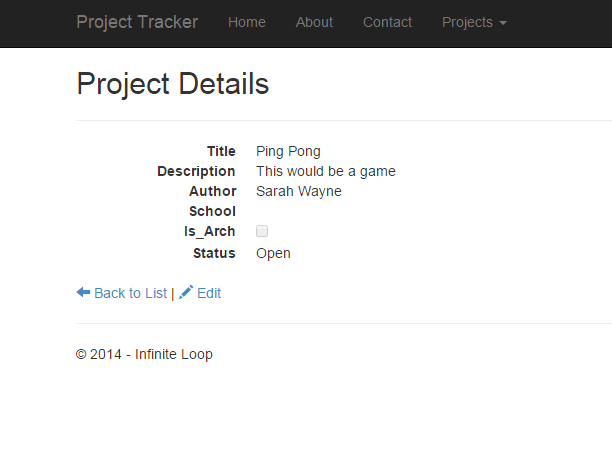 Project Tracker Home About Contact Projects
Project Details
Title Ping Pong
Description This would be a game
Author Sarah Wayne
School
Is_Arch
Status Open
Back to List | Edit
© 2014 - Infinite Loop